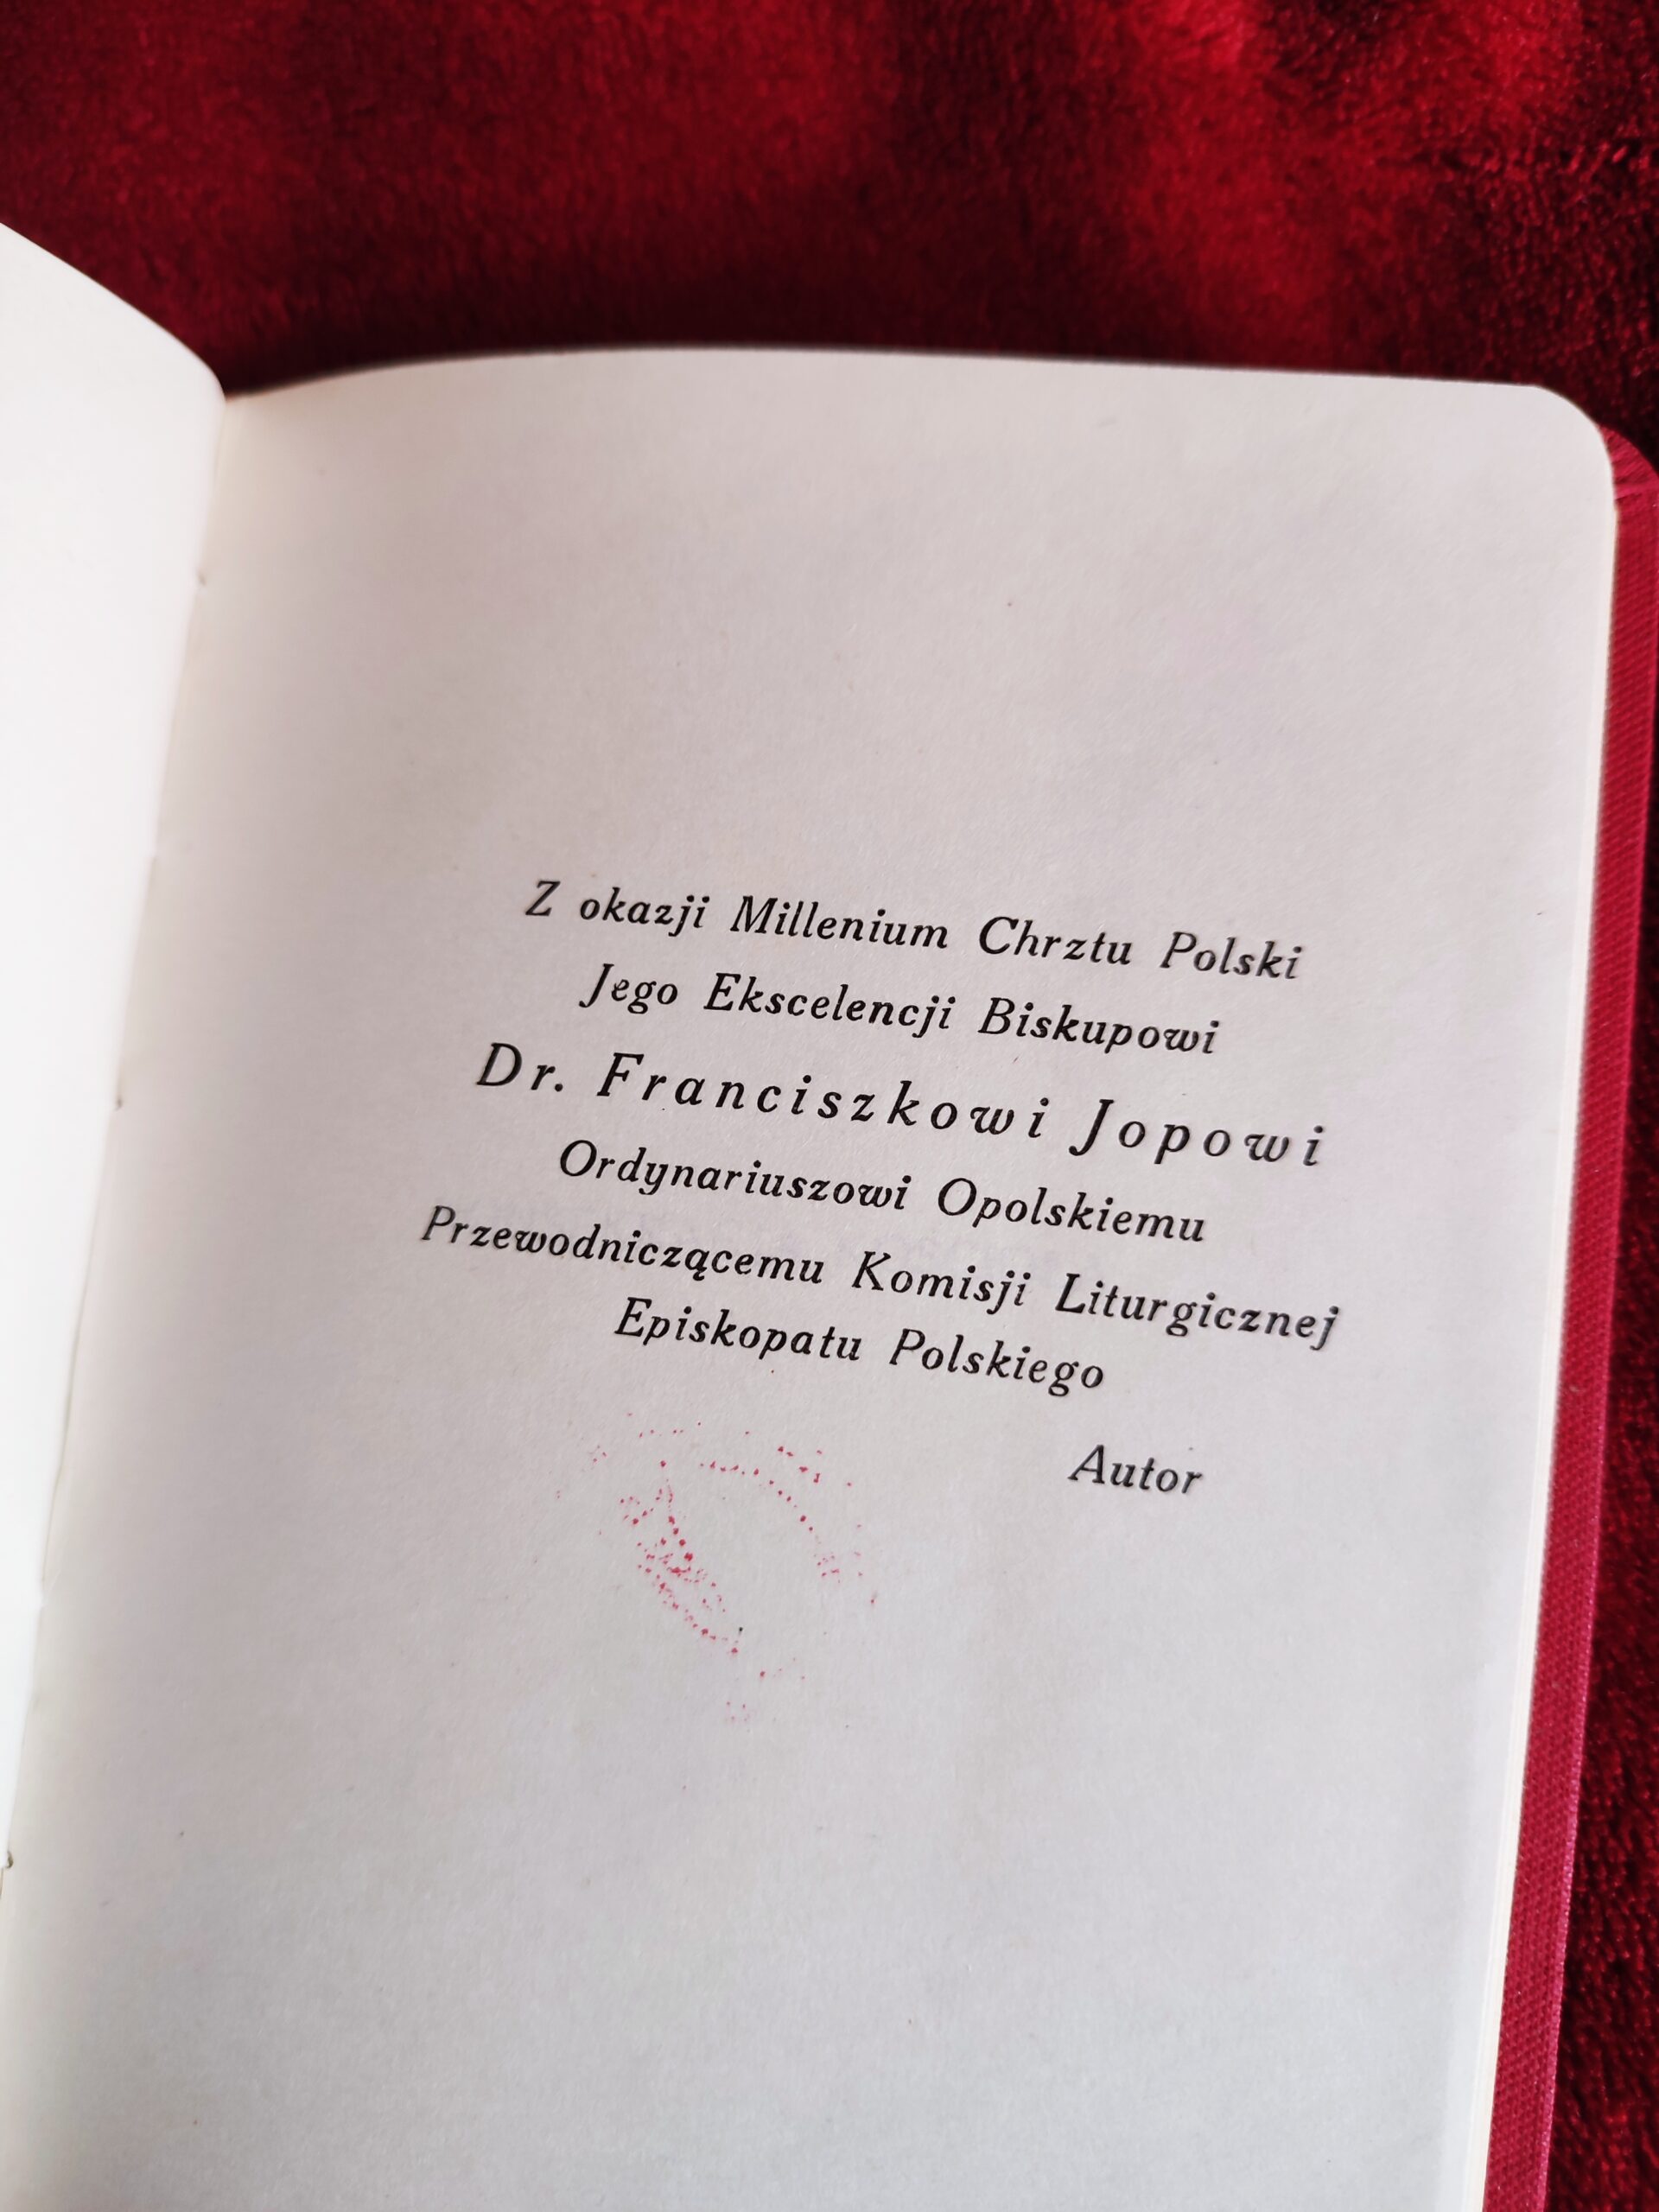 Z okazji Millenium Chrztu Polski
Jego Ekscelencji Biskupowi
Dr. Franciszkowi Jopowi
Ordynariuszowi Opolskiemu
Przewodniczącemu Komisji Liturgicznej
Episkopatu Polskiego
Autor